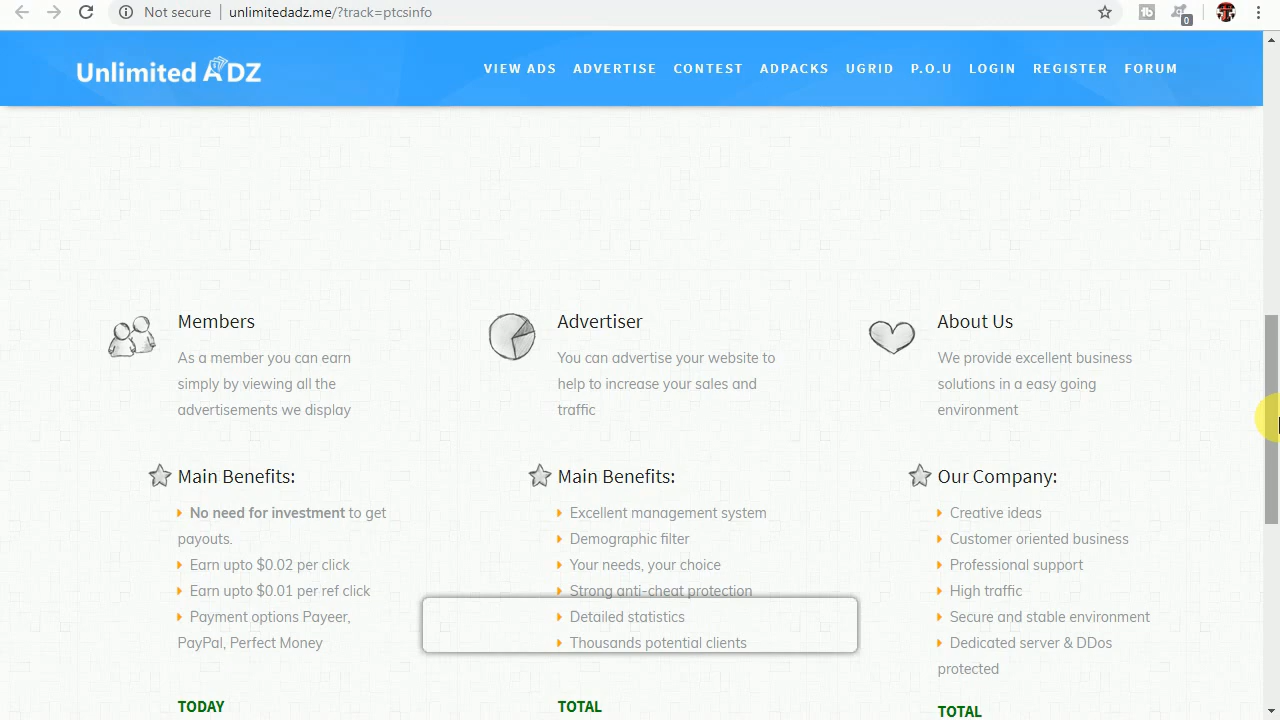 Not secure
unlimitedadz.me/?track=ptcsinfo
0
Unlimited ADZ
VIEW ADS ADVERTISE CONTEST ADPACKS UGRID P.O.U LOGIN REGISTER FORUM
Members
As a member you can earn
simply by viewing all the
advertisements we display
Main Benefits:
No need for investment to get
payouts.
Earn upto $0.02 per click
Earn upto $0.01 per ref click
Payment options Payeer,
PayPal, Perfect Money
TODAY
Advertiser
You can advertise your website to
help to increase your sales and
traffic
Main Benefits:
Excellent management system
Demographic filter
Your needs, your choice
Strong anti-cheat protection
Detailed statistics
Thousands potential clients
TOTAL
About Us
We provide excellent business
solutions in a easy going
environment
Our Company:
Creative ideas
Customer oriented business
Professional support
High traffic
Secure and stable environment
Dedicated server & DDos
protected
TOTAL